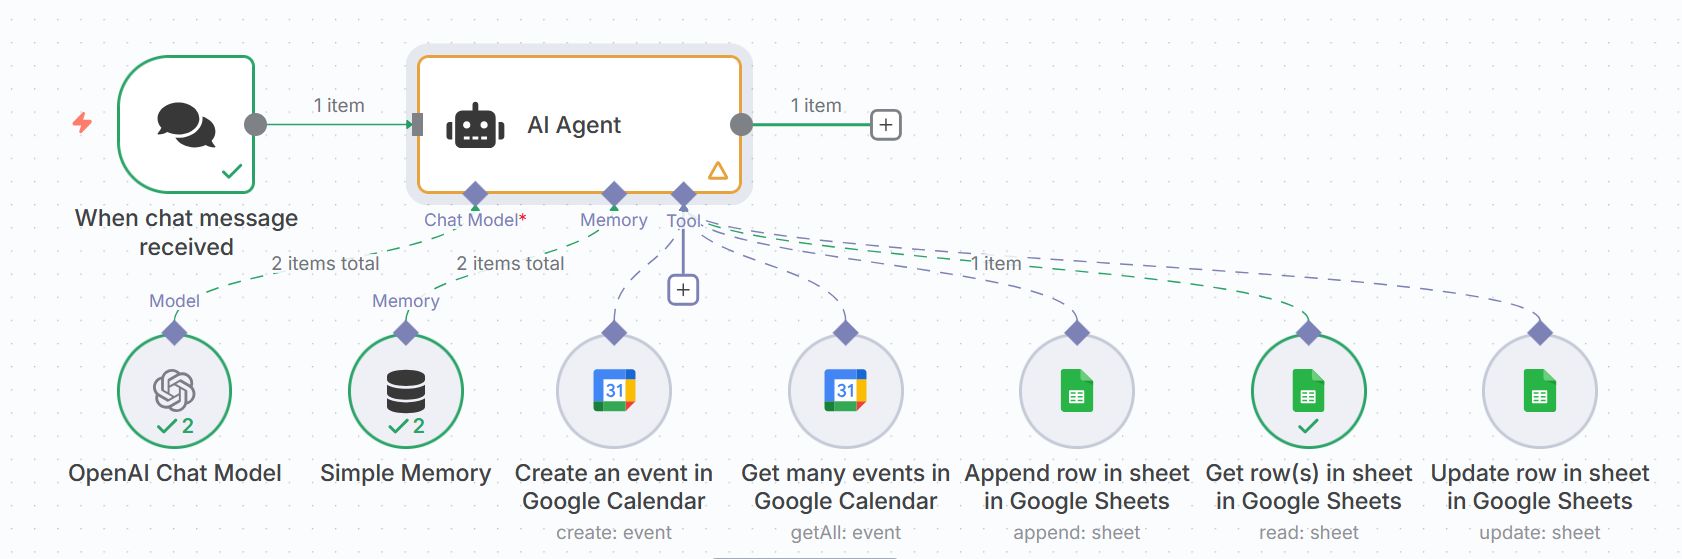 1 item
1 item
AI Agent
When chat message
received
Chat Model*
Memory
Tool
2 items total
2 items total
1 item
Model
Memory
31
31
2
2
OpenAI Chat Model
Simple Memory
Create an event in
Google Calendar
create: event
Get many events in
Google Calendar
getAll: event
Append row in sheet
in Google Sheets
append: sheet
Get row(s) in sheet
in Google Sheets
read: sheet
Update row in sheet
in Google Sheets
update: sheet